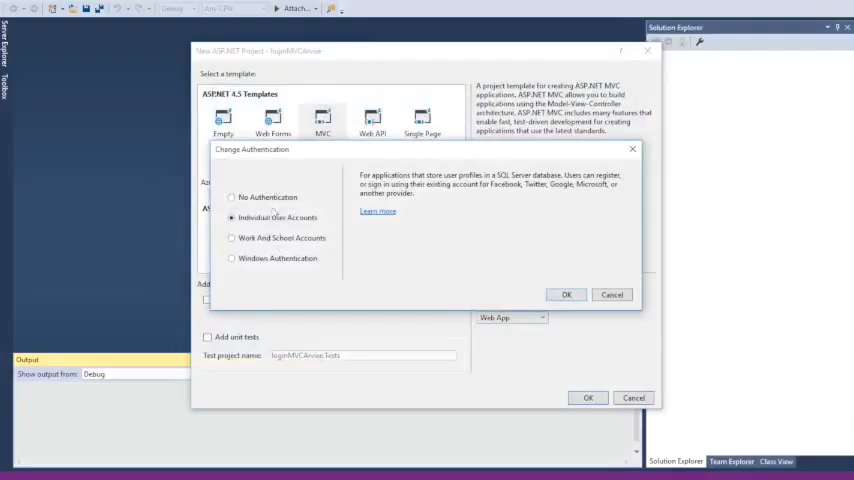 Debug
Any CPU
Attach...
Server Explorer
Toolbox
Solution Explorer
New ASP.NET Project - loginMVCArvixe
Select a template:
ASP.NET 4.5 Templates
Empty
Web Forms
MVC
Web API
Single Page
A project template for creating ASP.NET MVC
applications. ASP.NET MVC allows you to build
applications using the Model-View-Controller
architecture. ASP.NET MVC includes many features that
enable fast, test-driven development for creating
applications that use the latest standards.
Change Authentication
No Authentication
Individual User Accounts
Work And School Accounts
Windows Authentication
For applications that store user profiles in a SQL Server database. Users can register,
or sign in using their existing account for Facebook, Twitter, Google, Microsoft, or
another provider.
Learn more
OK
Cancel
Web App
Add unit tests
Test project name:
loginMVCArvixe.Tests
OK
Cancel
Output
Show output from:
Debug
Solution Explorer
Team Explorer
Class View